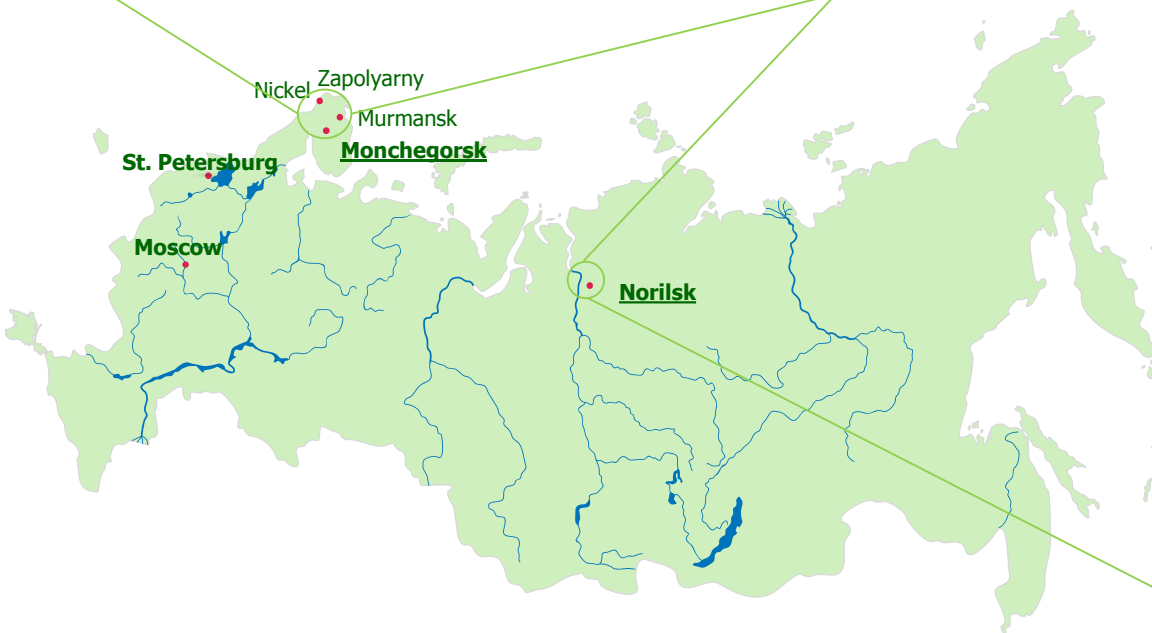 Zapolyarny
Nickel
Murmansk
Monchegorsk
St. Petersburg
Moscow
Norilsk